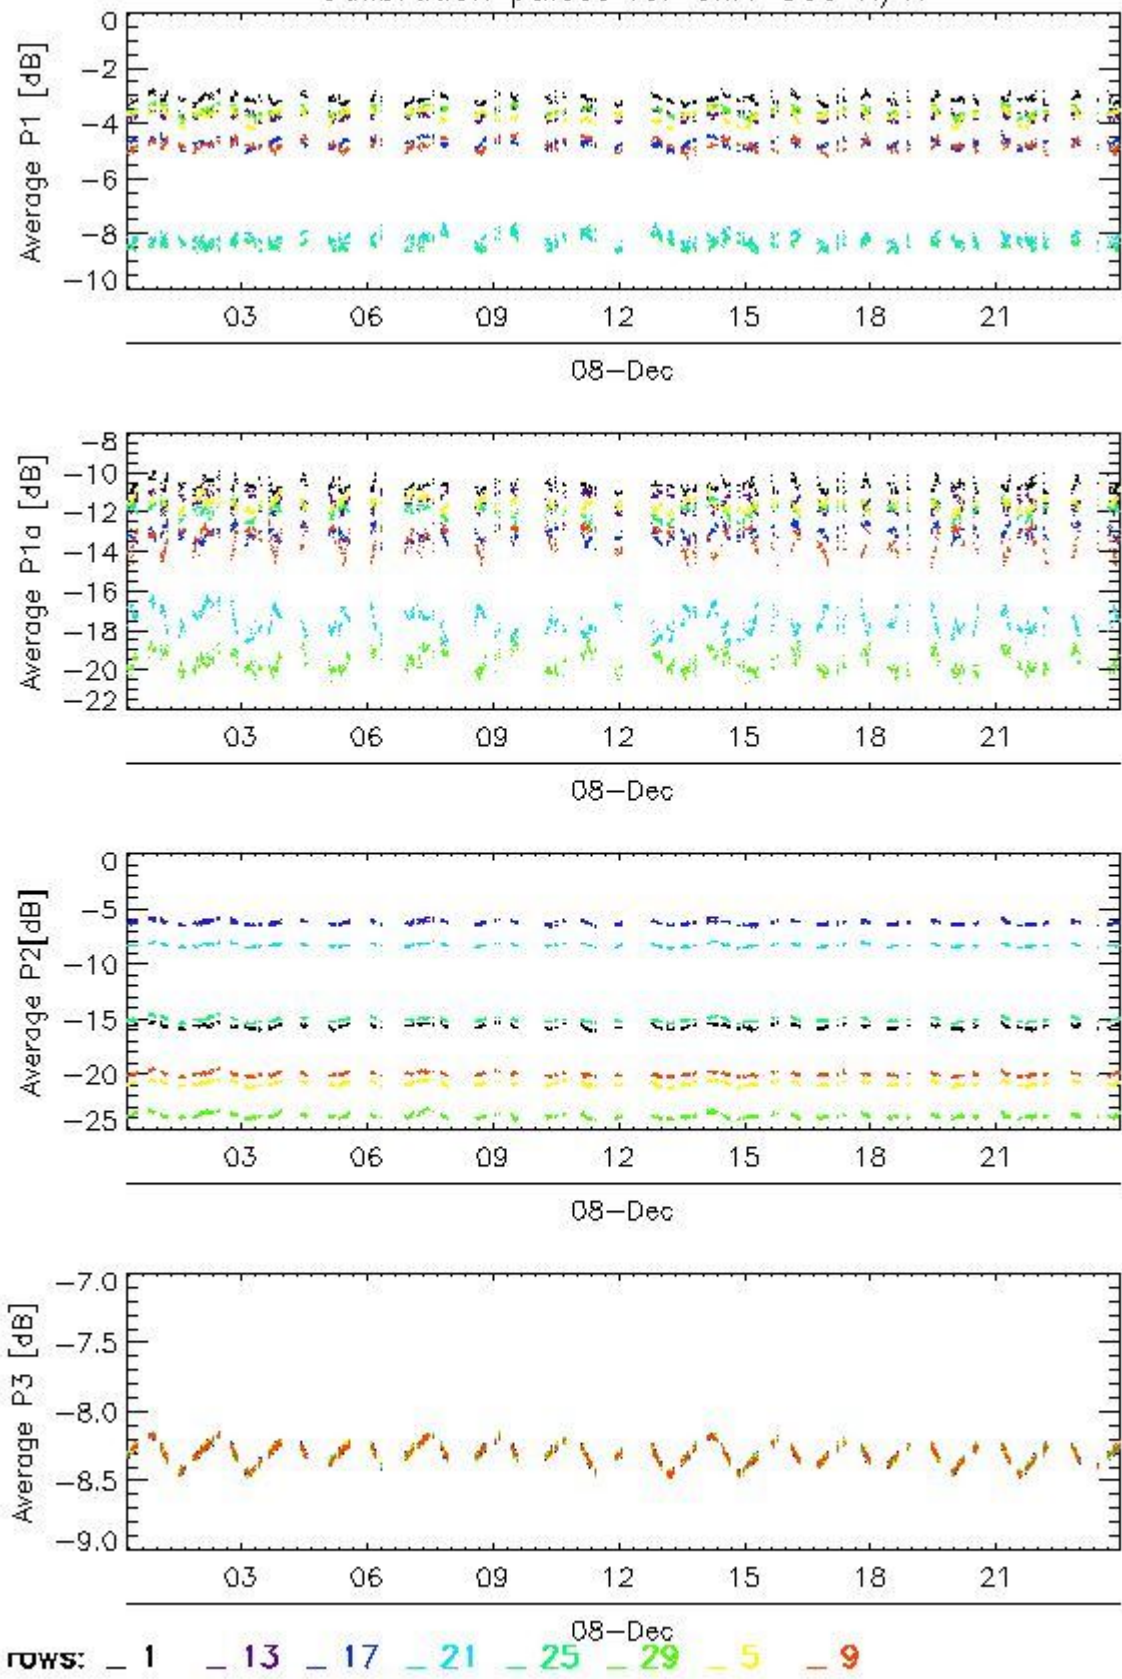 0
−2
−4
−6
−8
−10
Average P1 [dB]
03 06 09 12 15 18 21
08−Dec
−8
−10
−12
−14
−16
−18
−20
−22
Average P1a [dB]
03 06 09 12 15 18 21
08−Dec
0
−5
−10
−15
−20
−25
Average P2[dB]
03 06 09 12 15 18 21
08−Dec
−7.0
−7.5
−8.0
−8.5
−9.0
Average P3 [dB]
03 06 09 12 15 18 21
08−Dec
rows: _ 1 _ 13 _ 17 _ 21 _ 25 _ 29 _ 5 _ 9